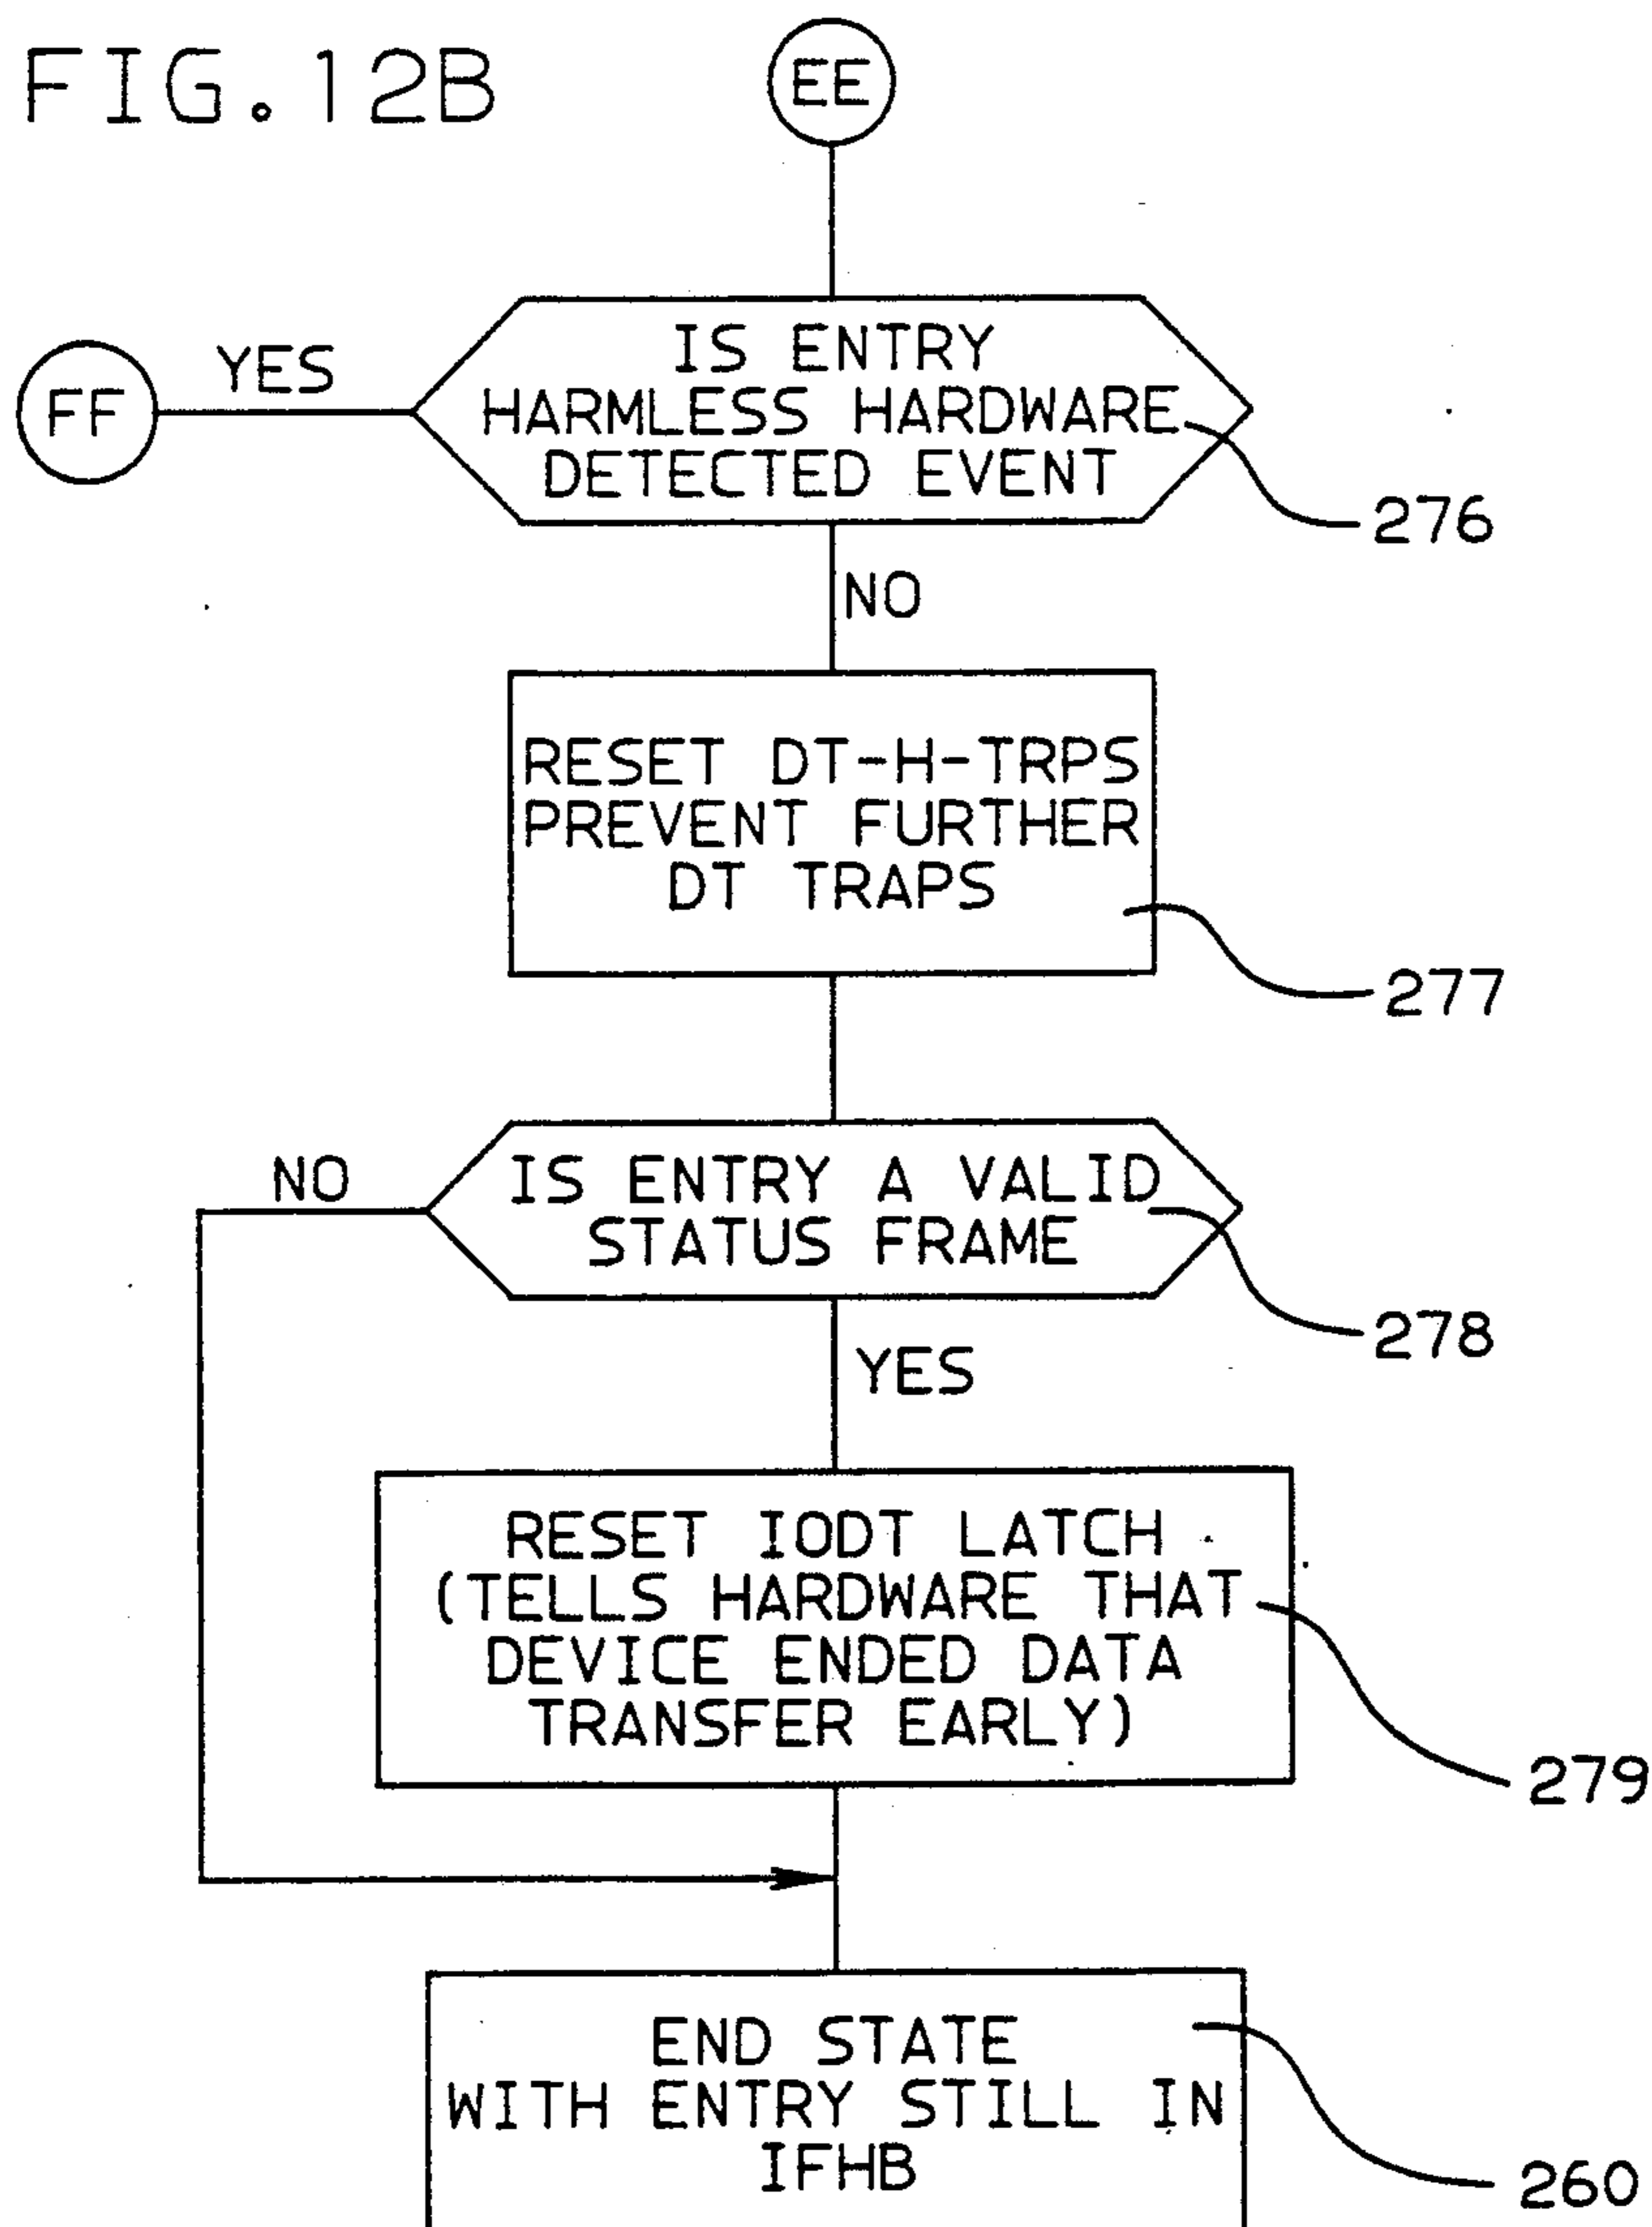 FIG.12B
EE
FF
YES
IS ENTRY
HARMLESS HARDWARE
DETECTED EVENT
276
NO
RESET DT-H-TRPS
PREVENT FURTHER
DT TRAPS
277
NO
IS ENTRY A VALID
STATUS FRAME
278
YES
RESET IODT LATCH
(TELLS HARDWARE THAT
DEVICE ENDED DATA
TRANSFER EARLY)
279
END STATE
WITH ENTRY STILL IN
IFHB
260